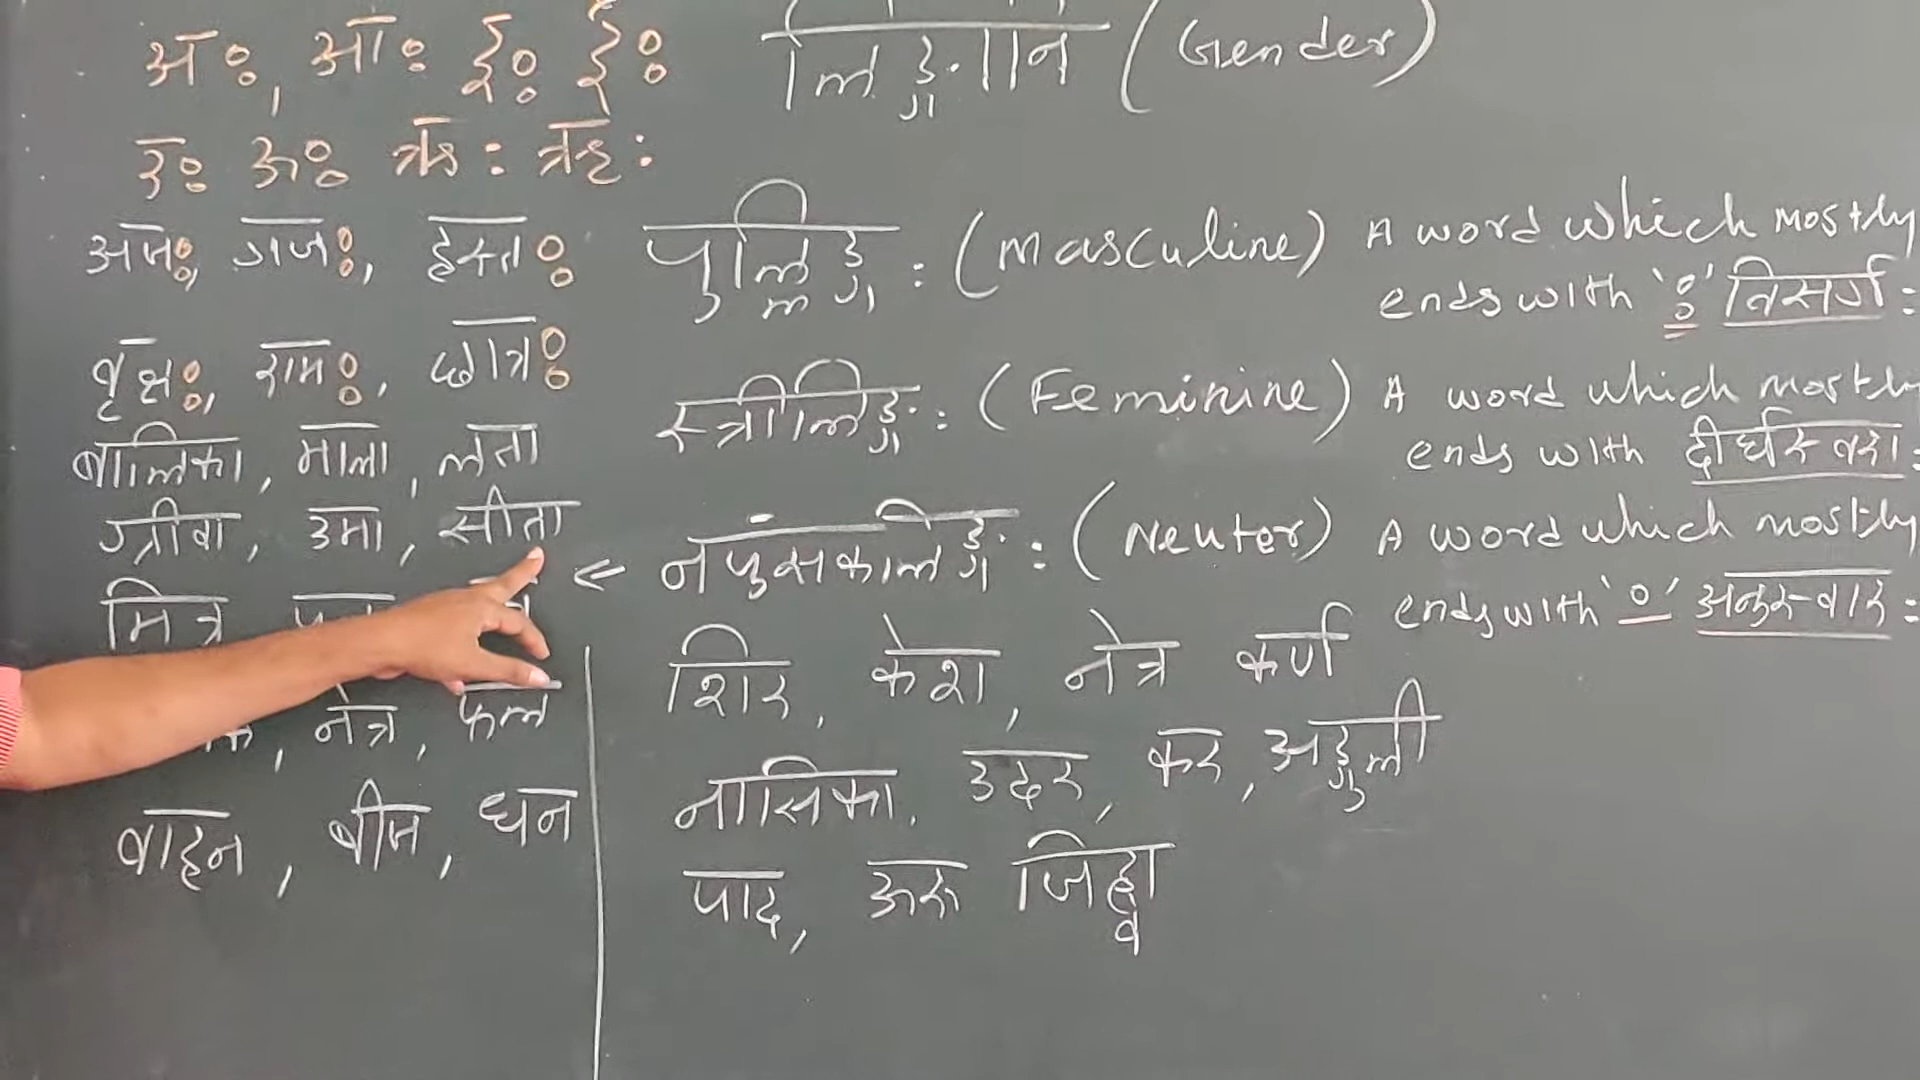 अः, आः इः ईः
उः ऊः ऋः ॠः
अजः, गजः, हस्तः
वृक्षः, रामः, छात्रः
बालिका, माला, लता
ग्रीवा, उमा, सीता
मित्र
नेत्र, फल
वाहन, बीज, धन
लिङ्गानि (Gender)
पुल्लिङ्गः (Masculine) A word which mostly
ends with 'ः' विसर्गः
स्त्रीलिङ्गः (Feminine) A word which mostly
ends with दीर्घस्वराः
← नपुंसकलिङ्गः (Neuter) A word which mostly
ends with 'ं' अनुस्वारः
शिर, केश, नेत्र कर्ण
नासिका, उदर, कर, अङ्गुली
पाद, ऊरू जिह्वा